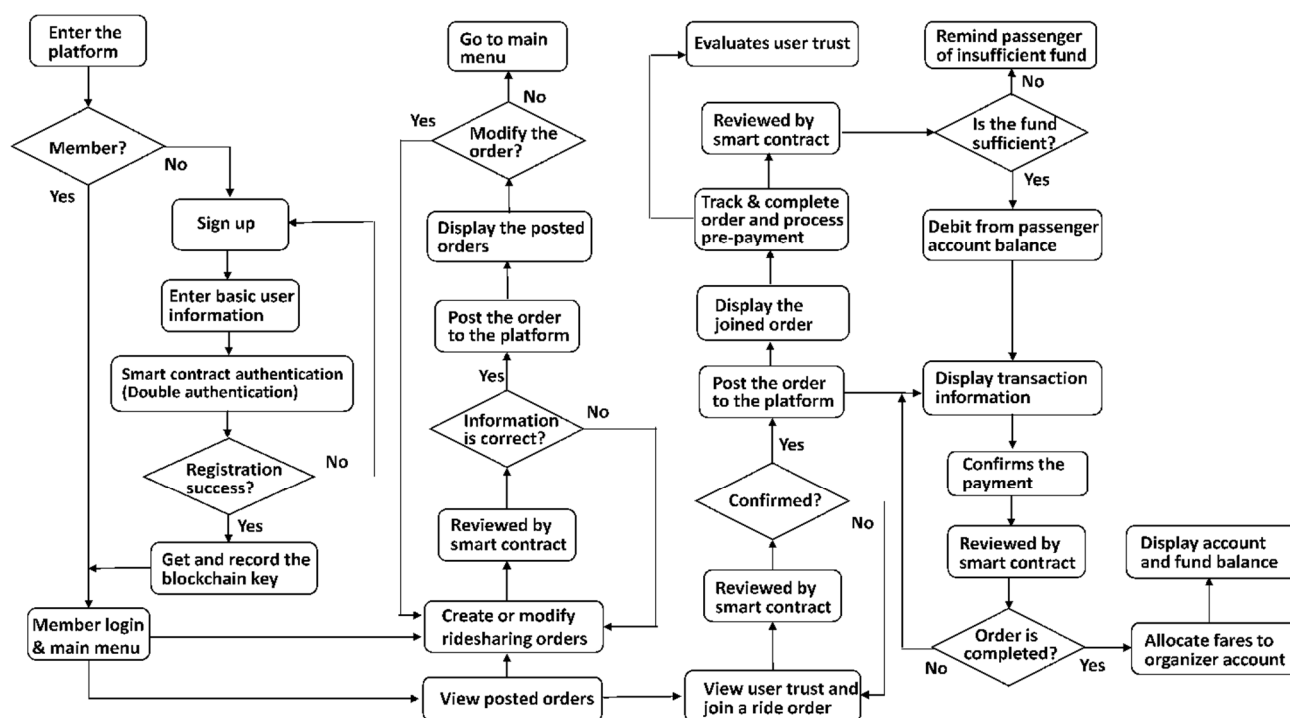 Enter the
platform
Member?
No
Yes
Sign up
Enter basic user
information
Smart contract authentication
(Double authentication)
Registration
success?
No
Yes
Get and record the
blockchain key
Member login
& main menu
Go to main
menu
No
Yes
Modify the
order?
Display the posted
orders
Post the order
to the platform
Yes
Information
is correct?
No
Reviewed by
smart contract
Create or modify
ridesharing orders
View posted orders
Evaluates user trust
Reviewed by
smart contract
Track & complete
order and process
pre-payment
Display the
joined order
Post the order
to the platform
Yes
Confirmed?
No
Reviewed by
smart contract
View user trust and
join a ride order
Remind passenger
of insufficient fund
No
Is the fund
sufficient?
Yes
Debit from passenger
account balance
Display transaction
information
Confirms the
payment
Reviewed by
smart contract
Order is
completed?
No
Yes
Display account
and fund balance
Allocate fares to
organizer account